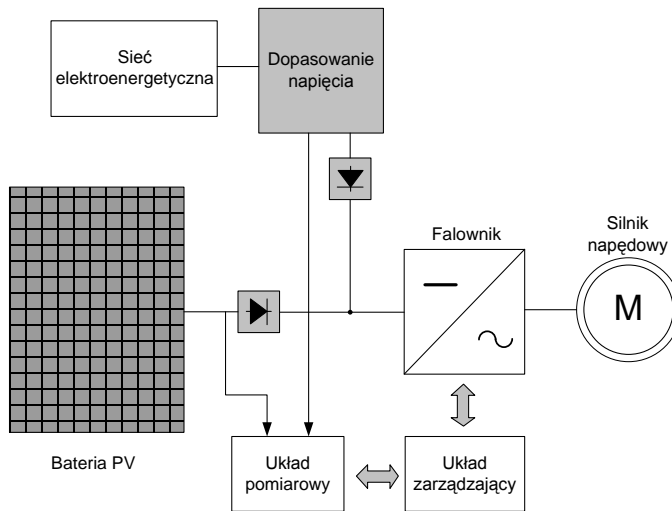 Sieć
elektroenergetyczna
Dopasowanie
napięcia
Falownik
Silnik
napędowy
M
Bateria PV
Układ
pomiarowy
Układ
zarządzający